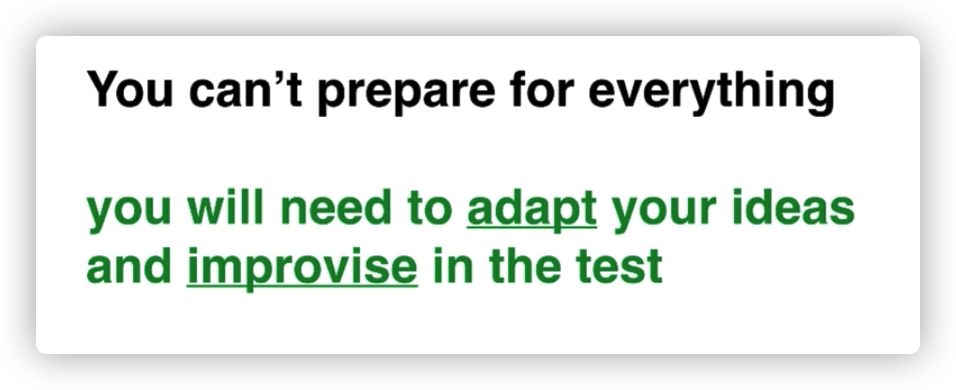 You can’t prepare for everything
you will need to adapt your ideas
and improvise in the test